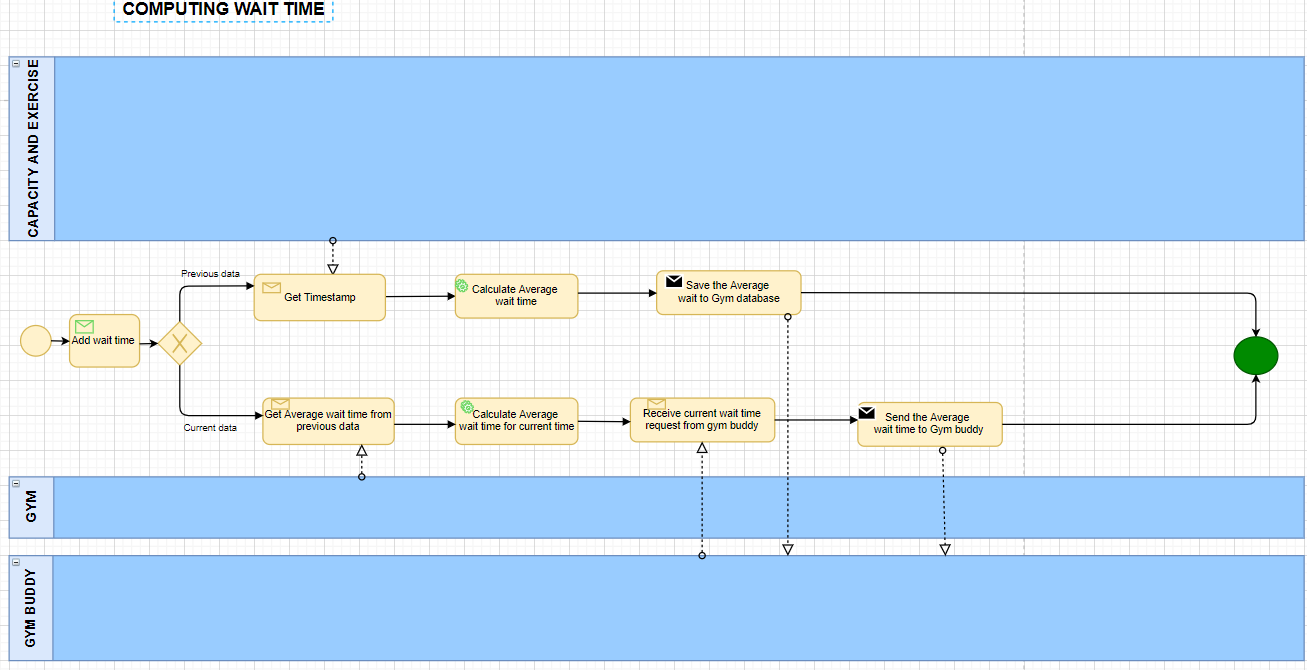 COMPUTING WAIT TIME
CAPACITY AND EXERCISE
Previous data
Get Timestamp
Calculate Average
wait time
Save the Average
wait to Gym database
Add wait time
Current data
Get Average wait time from
previous data
Calculate Average
wait time for current time
Receive current wait time
request from gym buddy
Send the Average
wait time to Gym buddy
GYM
GYM BUDDY